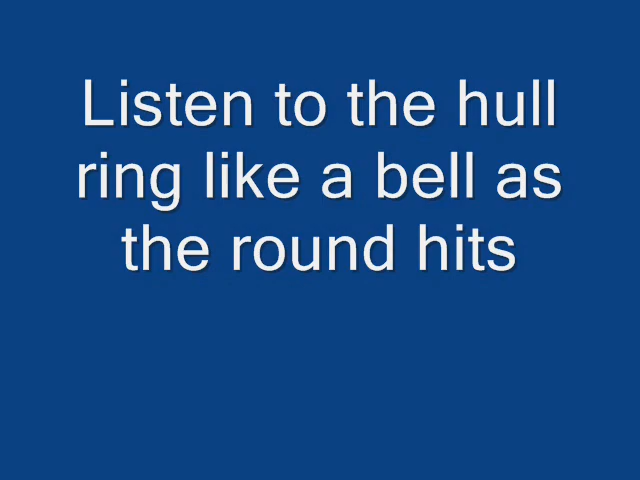 Listen to the hull
ring like a bell as
the round hits